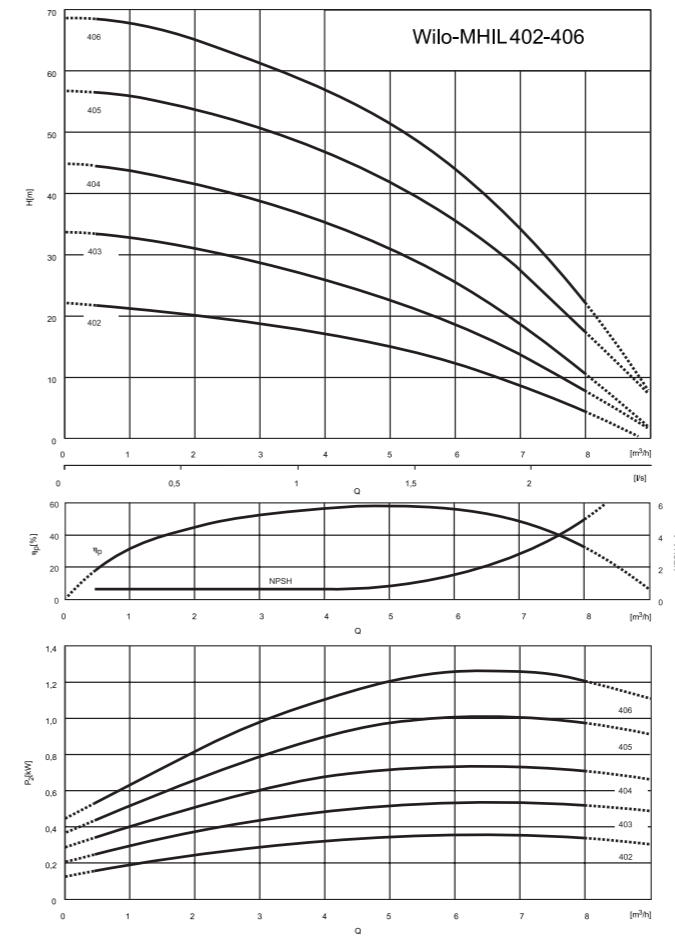 70
Wilo-MHIL 402-406
406
60
405
50
404
40
H[m]
403
30
402
20
10
0
0 1 2 3 4 5 6 7 8 [m³/h]
0 0,5 1 1,5 2 [l/s]
Q
60 6
ηp
40 4
ηp[%]
20 2
NPSH
0 0
0 1 2 3 4 5 6 7 8 [m³/h]
Q
1,4
1,2
406
1,0
405
0,8
P₂[kW]
404
0,6
403
0,4
402
0,2
0
0 1 2 3 4 5 6 7 8 [m³/h]
Q